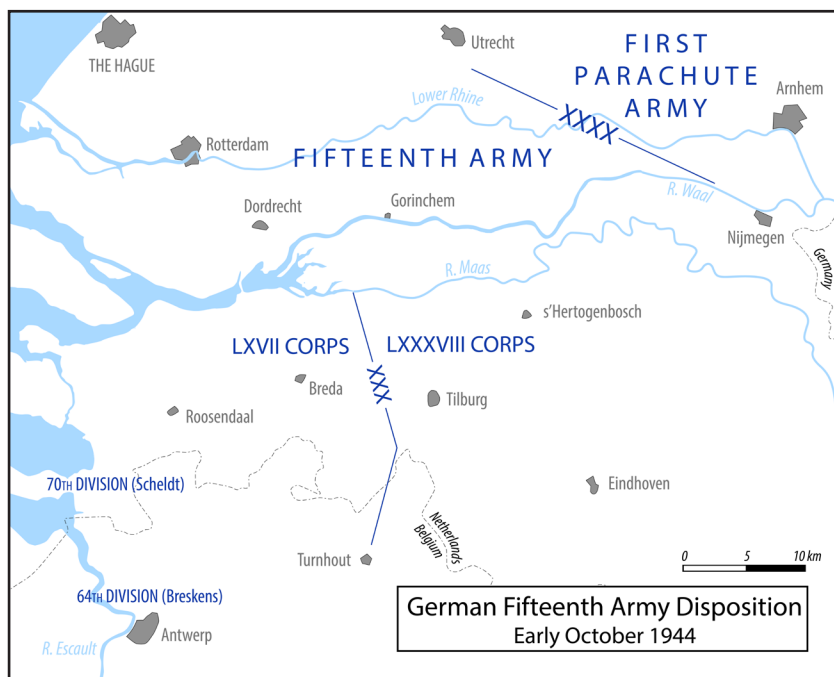 THE HAGUE
Utrecht
FIRST
PARACHUTE
ARMY
Arnhem
Lower Rhine
XXXX
Rotterdam
FIFTEENTH ARMY
R. Waal
Dordrecht
Gorinchem
Nijmegen
Germany
R. Maas
s'Hertogenbosch
LXVII CORPS
LXXXVIII CORPS
XXX
Breda
Tilburg
Roosendaal
70TH DIVISION (Scheldt)
Eindhoven
Netherlands
Belgium
Turnhout
0 5 10 km
64TH DIVISION (Breskens)
Antwerp
R. Escault
German Fifteenth Army Disposition
Early October 1944